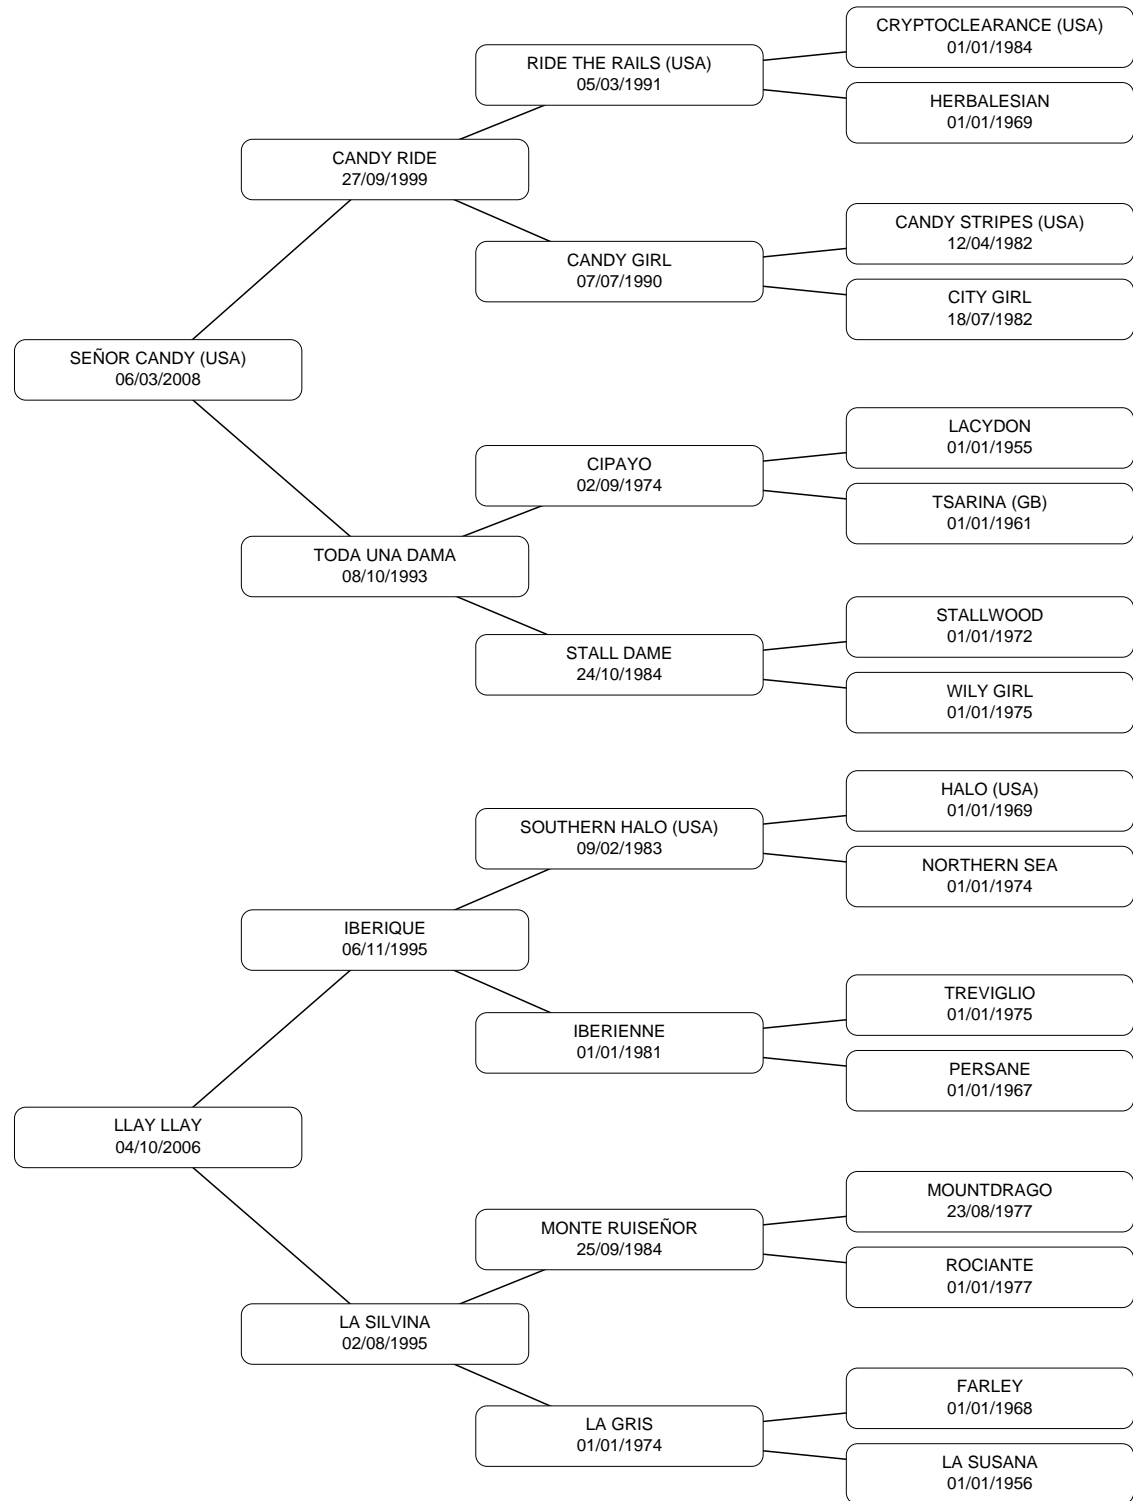 CRYPTOCLEARANCE (USA)
01/01/1984
RIDE THE RAILS (USA)
05/03/1991
HERBALESIAN
01/01/1969
CANDY RIDE
27/09/1999
CANDY STRIPES (USA)
12/04/1982
CANDY GIRL
07/07/1990
CITY GIRL
18/07/1982
SEÑOR CANDY (USA)
06/03/2008
LACYDON
01/01/1955
CIPAYO
02/09/1974
TSARINA (GB)
01/01/1961
TODA UNA DAMA
08/10/1993
STALLWOOD
01/01/1972
STALL DAME
24/10/1984
WILY GIRL
01/01/1975
HALO (USA)
01/01/1969
SOUTHERN HALO (USA)
09/02/1983
NORTHERN SEA
01/01/1974
IBERIQUE
06/11/1995
TREVIGLIO
01/01/1975
IBERIENNE
01/01/1981
PERSANE
01/01/1967
LLAY LLAY
04/10/2006
MOUNTDRAGO
23/08/1977
MONTE RUISEÑOR
25/09/1984
ROCIANTE
01/01/1977
LA SILVINA
02/08/1995
FARLEY
01/01/1968
LA GRIS
01/01/1974
LA SUSANA
01/01/1956